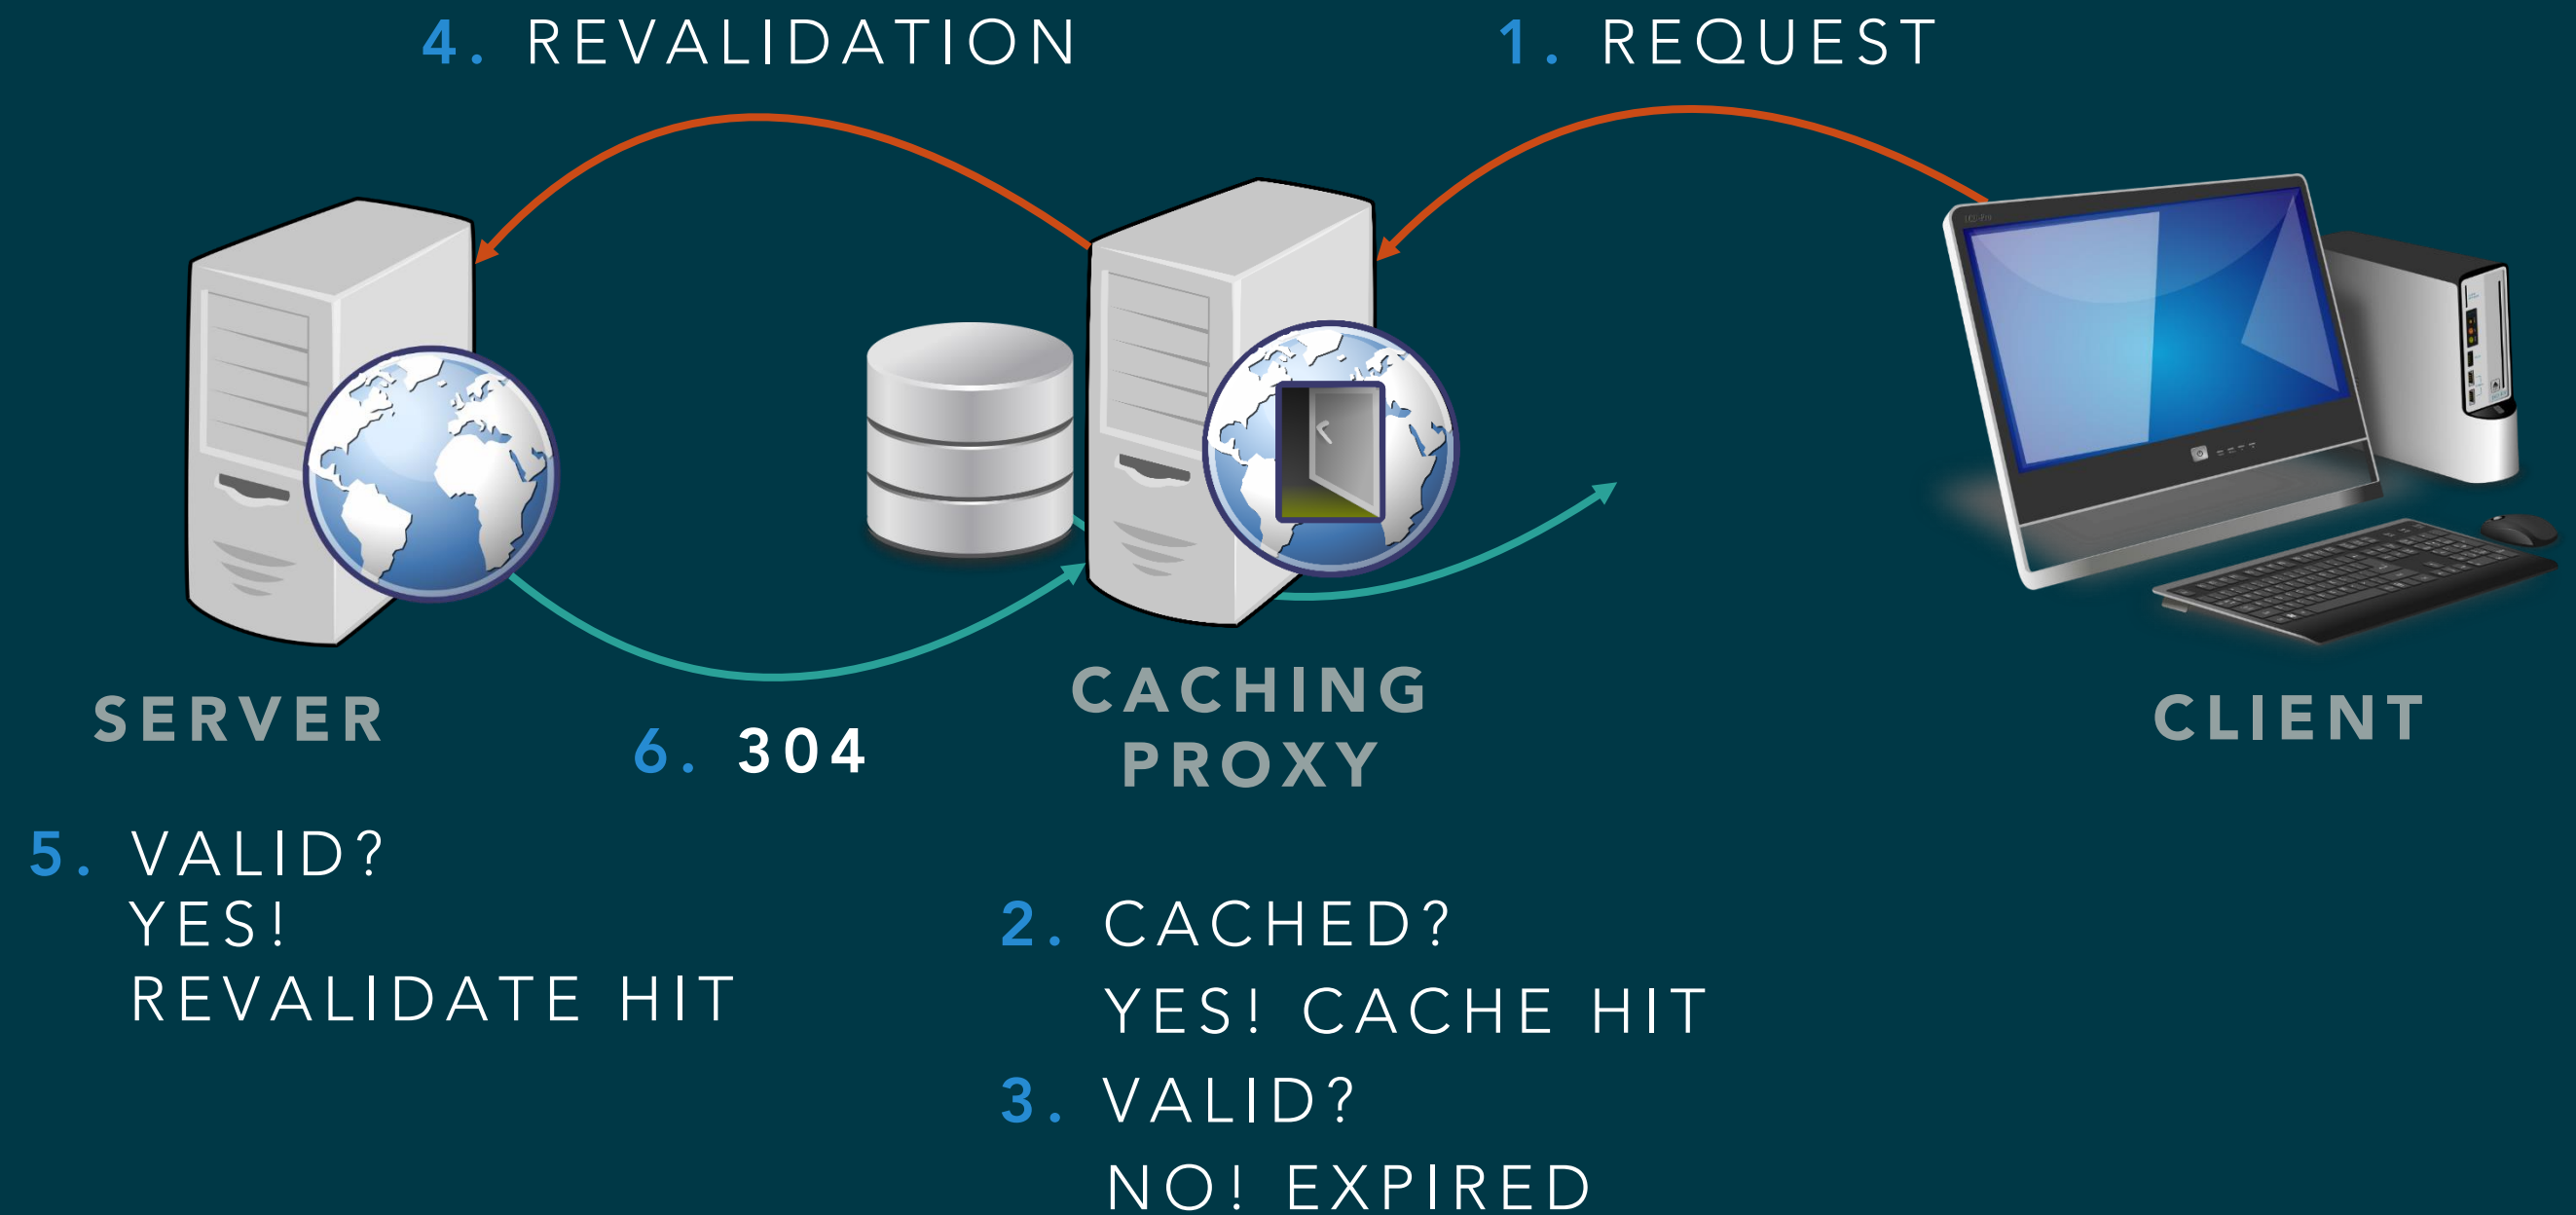 4. REVALIDATION
1. REQUEST
SERVER
CACHING
PROXY
CLIENT
6. 304
5. VALID?
YES!
REVALIDATE HIT
2. CACHED?
YES! CACHE HIT
3. VALID?
NO! EXPIRED